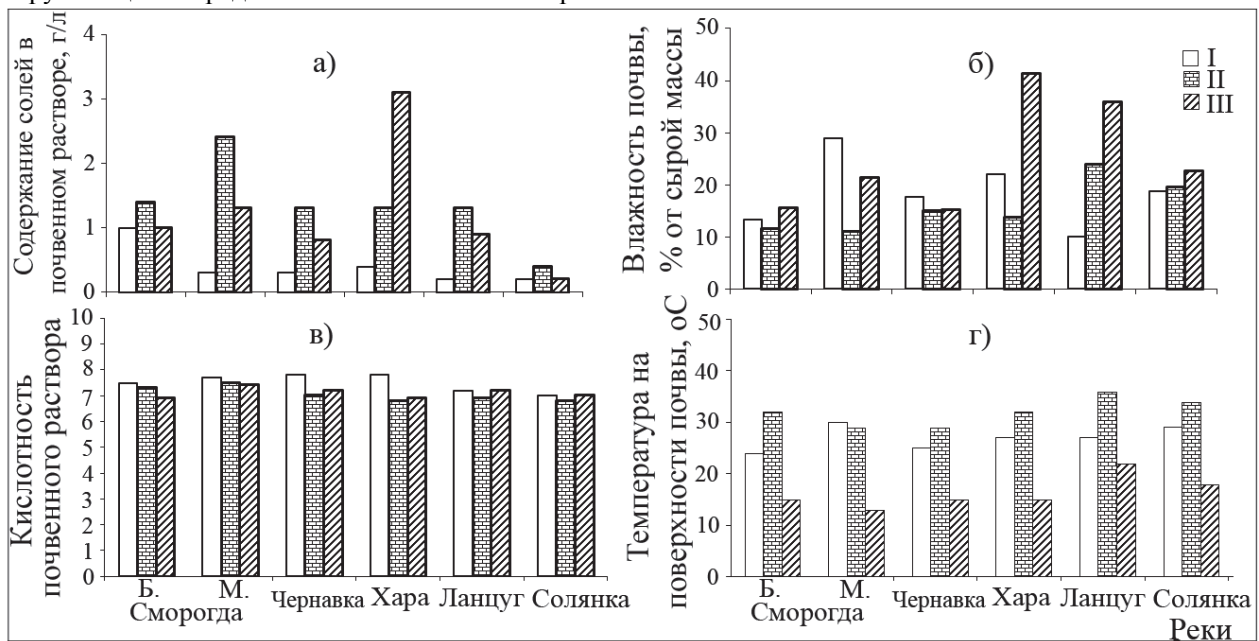 Содержание солей в
почвенном растворе, г/л
4
3
2
1
0
а)
Влажность почвы,
% от сырой массы
50
40
30
20
10
0
б)
I
II
III
Кислотность
почвенного раствора
10
9
8
7
6
5
4
3
2
1
0
в)
Б.
М.
Сморогда
Чернавка
Хара
Ланцуг
Солянка
Температура на
поверхности почвы, оС
50
40
30
20
10
0
г)
Б.
М.
Сморогда
Чернавка
Хара
Ланцуг
Солянка
Реки